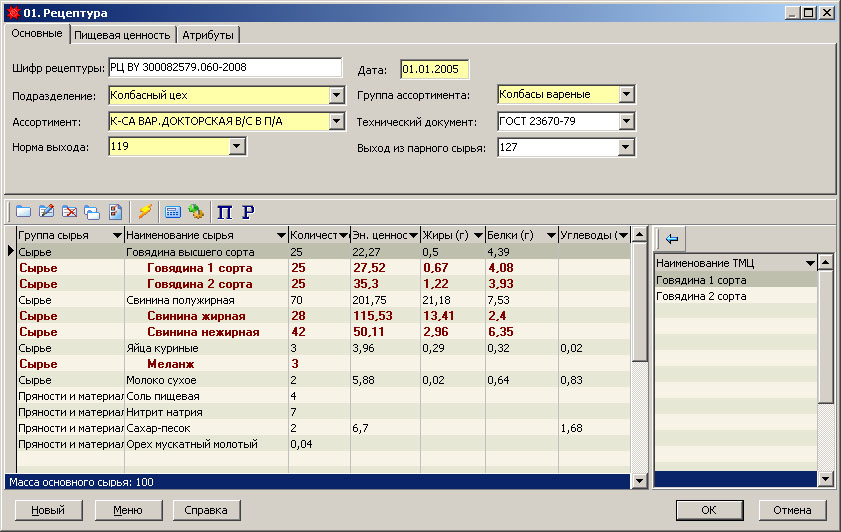 01. Рецептура
Основные Пищевая ценность Атрибуты
Шифр рецептуры: РЦ BY 300082579.060-2008 Дата: 01.01.2005
Подразделение: Колбасный цех Группа ассортимента: Колбасы вареные
Ассортимент: К-СА ВАР.ДОКТОРСКАЯ В/С В П/А Технический документ: ГОСТ 23670-79
Норма выхода: 119 Выход из парного сырья: 127
П Р
Группа сырья Наименование сырья Количест Эн. ценнос Жиры (г) Белки (г) Углеводы (
Сырье Говядина высшего сорта 25 22,27 0,5 4,39
Сырье Говядина 1 сорта 25 27,52 0,67 4,08
Сырье Говядина 2 сорта 25 35,3 1,22 3,93
Сырье Свинина полужирная 70 201,75 21,18 7,53
Сырье Свинина жирная 28 115,53 13,41 2,4
Сырье Свинина нежирная 42 50,11 2,96 6,35
Сырье Яйца куриные 3 3,96 0,29 0,32 0,02
Сырье Меланж 3
Сырье Молоко сухое 2 5,88 0,02 0,64 0,83
Пряности и материал Соль пищевая 4
Пряности и материал Нитрит натрия 7
Пряности и материал Сахар-песок 2 6,7 1,68
Пряности и материал Орех мускатный молотый 0,04
Масса основного сырья: 100
Наименование ТМЦ
Говядина 1 сорта
Говядина 2 сорта
Новый Меню Справка OK Отмена